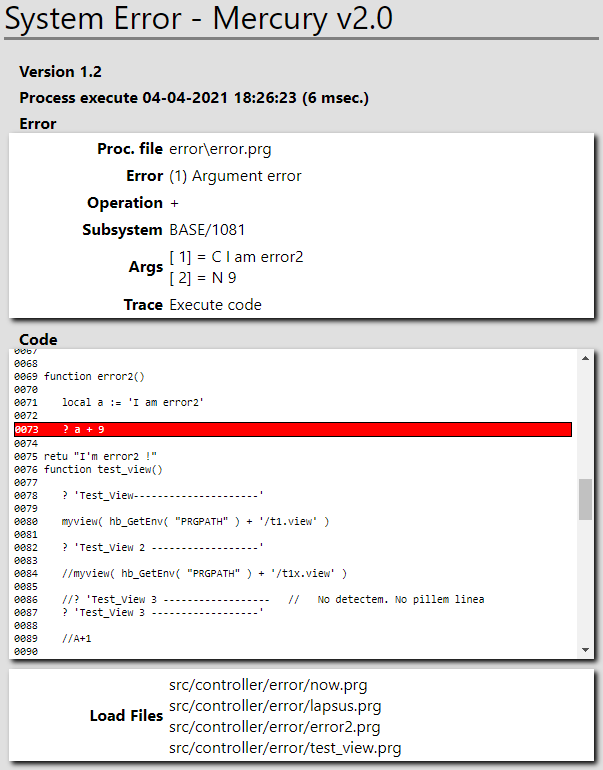 System Error - Mercury v2.0
Version 1.2
Process execute 04-04-2021 18:26:23 (6 msec.)
Error
Proc. file error\error.prg
Error (1) Argument error
Operation +
Subsystem BASE/1081
Args [ 1] = C I am error2
[ 2] = N 9
Trace Execute code
Code
0067
0068
0069 function error2()
0070
0071 local a := 'I am error2'
0072
0073 ? a + 9
0074
0075 retu "I'm error2 !"
0076 function test_view()
0077
0078 ? 'Test_View---------------------'
0079
0080 myview( hb_GetEnv( "PRGPATH" ) + '/t1.view' )
0081
0082 ? 'Test_View 2 ------------------'
0083
0084 //myview( hb_GetEnv( "PRGPATH" ) + '/t1x.view' )
0085
0086 //? 'Test_View 3 ------------------ // No detectem. No pillem linea
0087 ? 'Test_View 3 ------------------'
0088
0089 //A+1
0090
Load Files
src/controller/error/now.prg
src/controller/error/lapsus.prg
src/controller/error/error2.prg
src/controller/error/test_view.prg